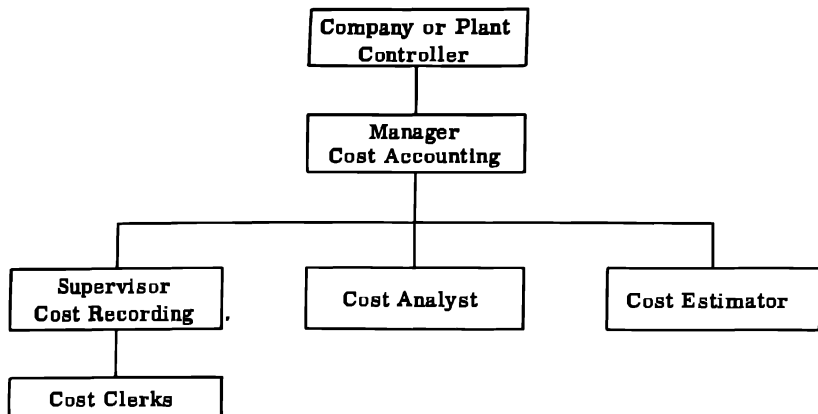 Company or Plant
Controller
Manager
Cost Accounting
Supervisor
Cost Recording
Cost Analyst
Cost Estimator
Cost Clerks